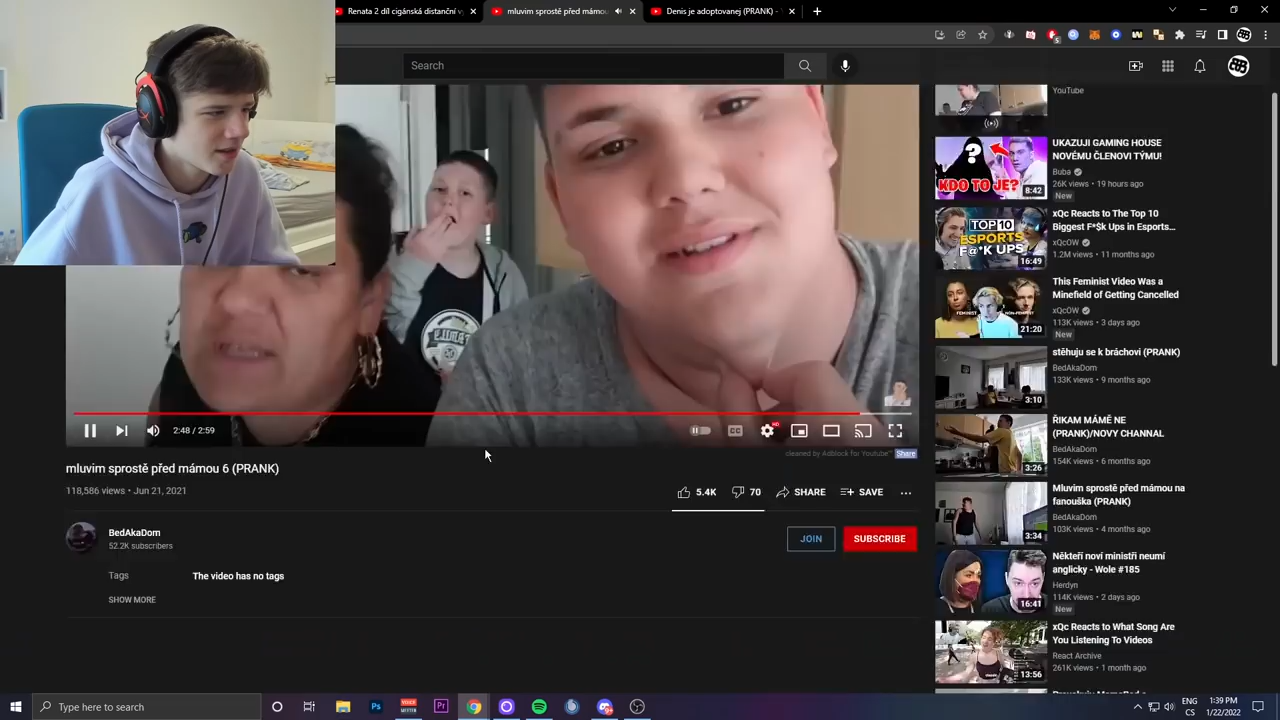 Renata 2 díl cigánská distanční v
mluvim sprostě před mámou
Denis je adoptovanej (PRANK) - Y
Search
2:48 / 2:59
cleained by Adblock for Youtube™ Share
mluvim sprostě před mámou 6 (PRANK)
118,586 views • Jun 21, 2021
5.4K
70
SHARE
SAVE
BedAkaDom
52.2K subscribers
JOIN
SUBSCRIBE
Tags
The video has no tags
SHOW MORE
YouTube
?
KDO TO JE?
8:42
UKAZUJI GAMING HOUSE
NOVÉMU ČLENOVI TÝMU!
Buba
26K views • 19 hours ago
New
TOP 10
ESPORTS
F@*K UPS
16:49
xQc Reacts to The Top 10
Biggest F*$k Ups in Esports...
xQcOW
1.2M views • 11 months ago
21:20
This Feminist Video Was a
Minefield of Getting Cancelled
xQcOW
113K views • 3 days ago
New
3:10
stěhuju se k bráchovi (PRANK)
BedAkaDom
133K views • 9 months ago
3:26
ŘIKAM MÁMĚ NE
(PRANK)/NOVY CHANNAL
BedAkaDom
154K views • 6 months ago
3:34
Mluvim sprostě před mámou na
fanouška (PRANK)
BedAkaDom
103K views • 4 months ago
16:41
Někteří noví ministři neumí
anglicky - Wole #185
Herdyn
114K views • 2 days ago
New
13:56
xQc Reacts to What Song Are
You Listening To Videos
React Archive
261K views • 1 month ago
Type here to search
ENG
CS
1:39 PM
1/22/2022